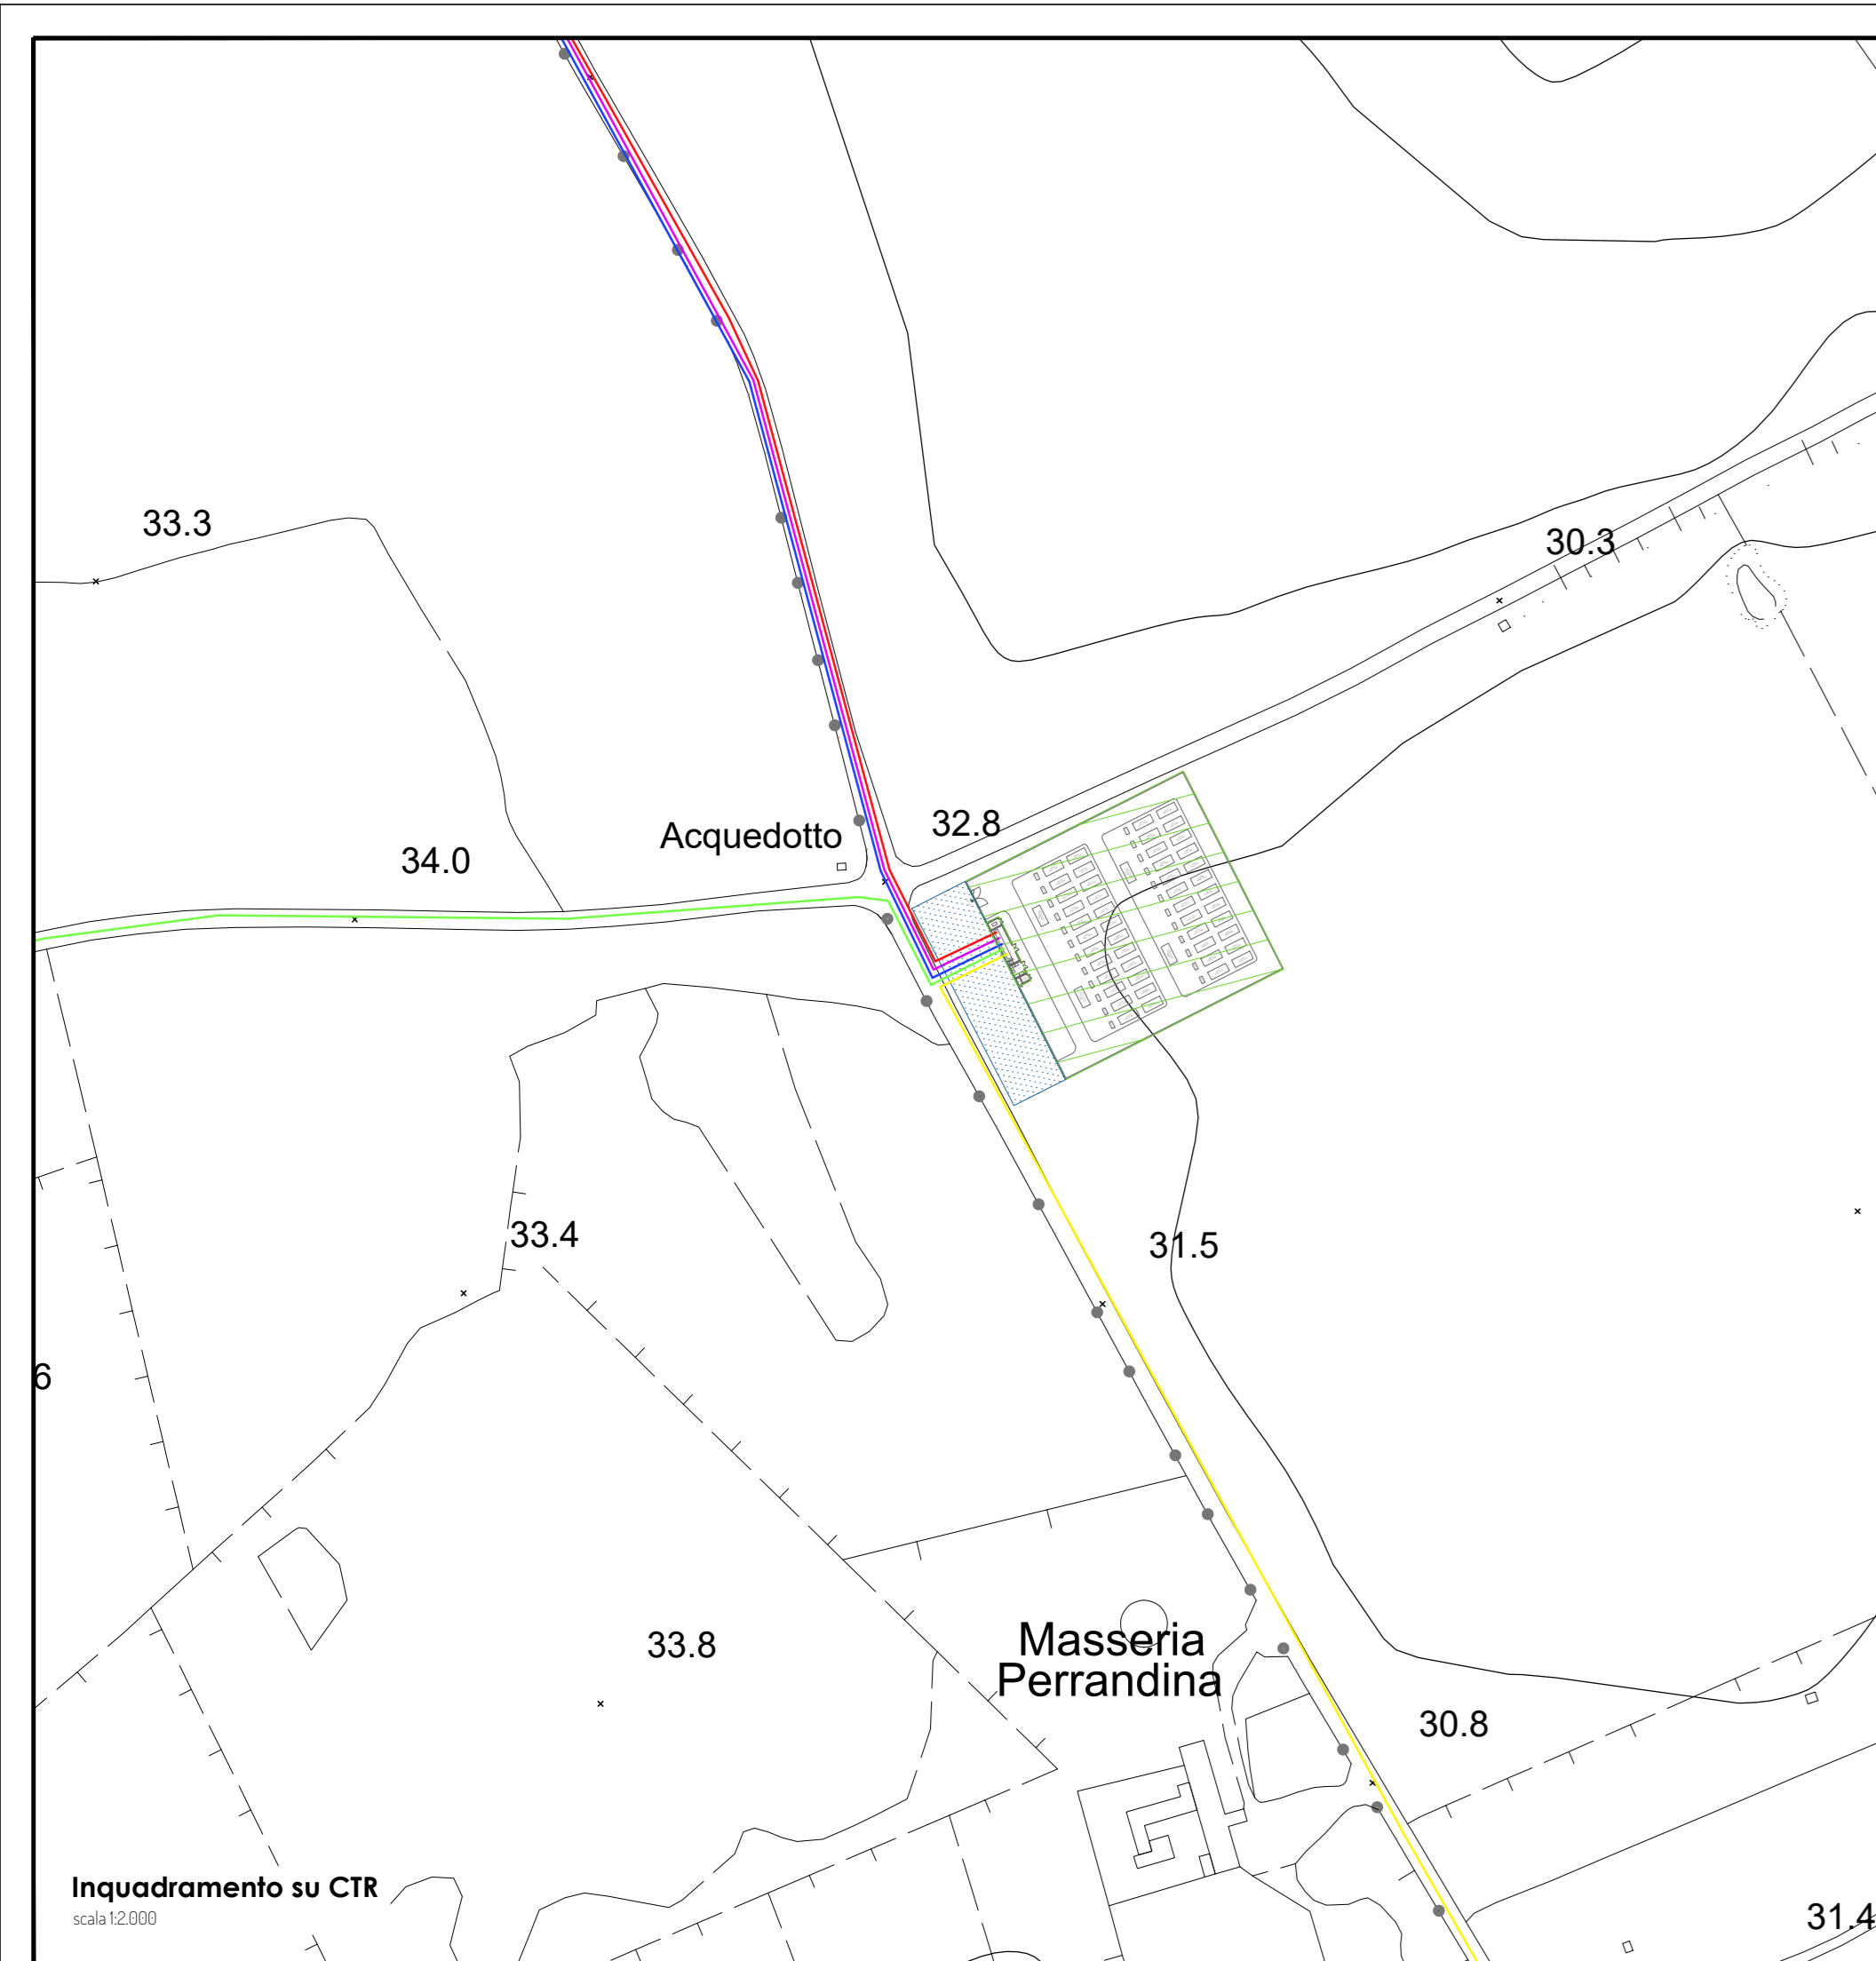 33.3
30.3
32.8
Acquedotto
34.0
33.4
31.5
6
33.8
Masseria
Perrandina
30.8
Inquadramento su CTR
scala 1:2.000
31.4